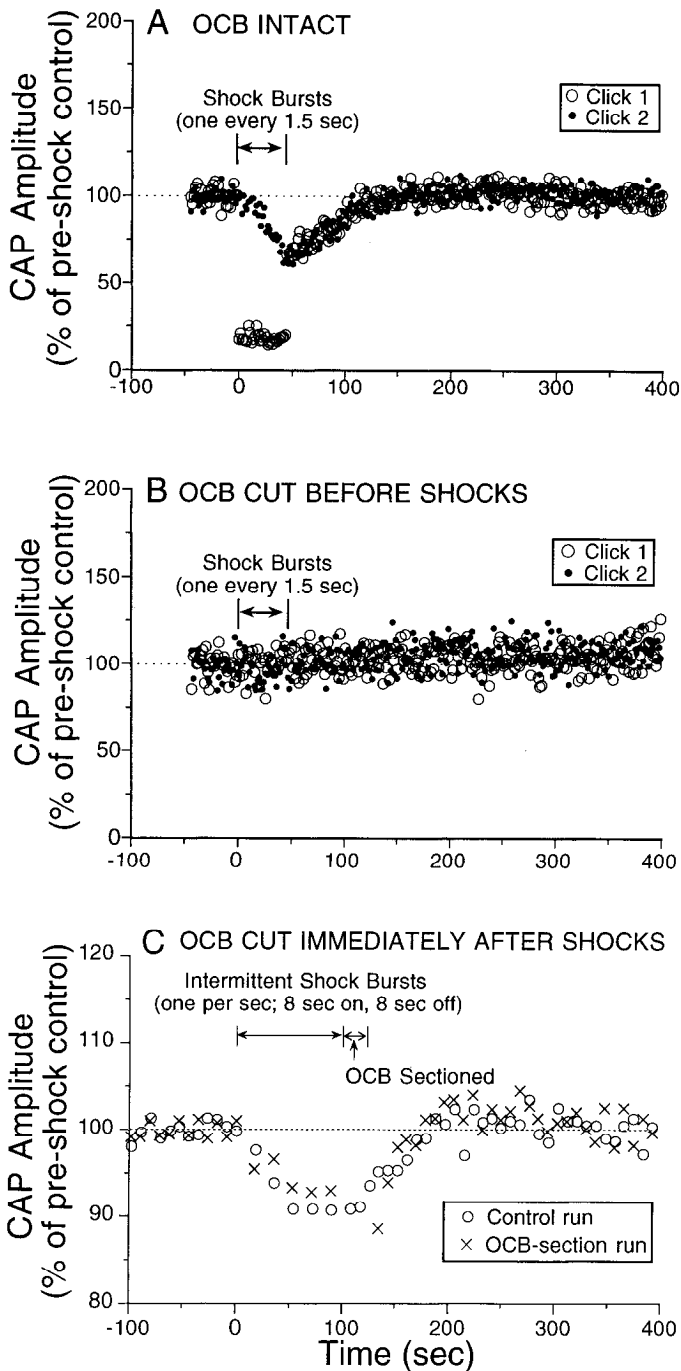 A OCB INTACT
200
150
100
50
0
-100
0
100
200
300
400
CAP Amplitude
(% of pre-shock control)
Shock Bursts
(one every 1.5 sec)
Click 1
Click 2
B OCB CUT BEFORE SHOCKS
200
150
100
50
0
-100
0
100
200
300
400
CAP Amplitude
(% of pre-shock control)
Shock Bursts
(one every 1.5 sec)
Click 1
Click 2
C OCB CUT IMMEDIATELY AFTER SHOCKS
120
110
100
90
80
-100
0
100
200
300
400
CAP Amplitude
(% of pre-shock control)
Intermittent Shock Bursts
(one per sec; 8 sec on, 8 sec off)
OCB Sectioned
Control run
OCB-section run
Time (sec)